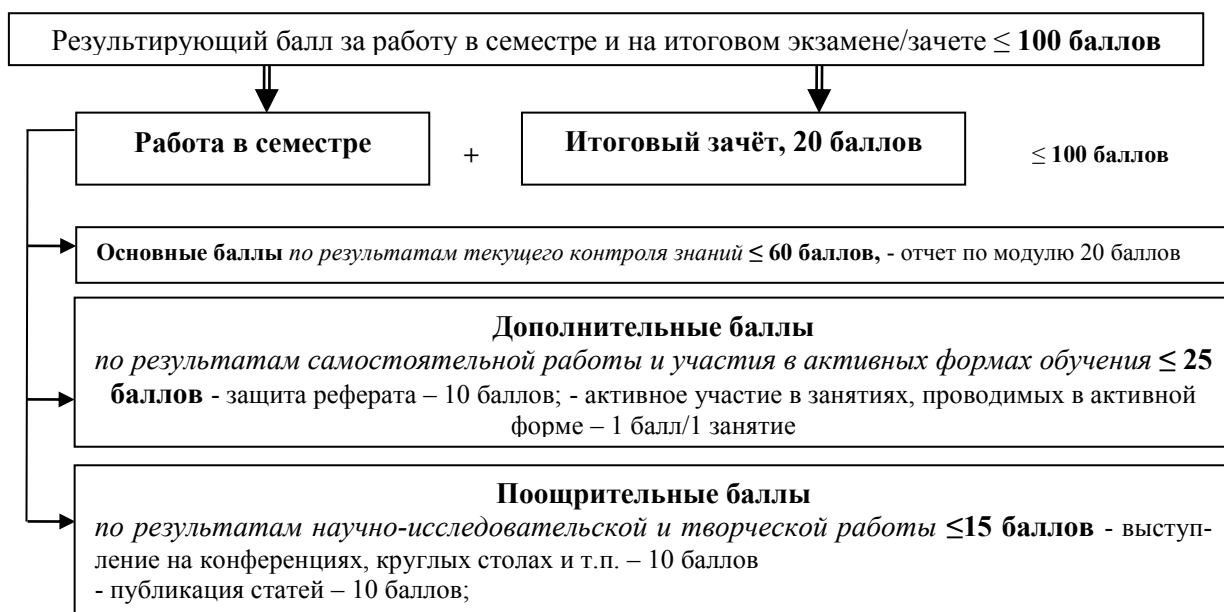 Результирующий балл за работу в семестре и на итоговом экзамене/зачете ≤ 100 баллов
Работа в семестре
+
Итоговый зачёт, 20 баллов
≤ 100 баллов
Основные баллы по результатам текущего контроля знаний ≤ 60 баллов, - отчет по модулю 20 баллов
Дополнительные баллы
по результатам самостоятельной работы и участия в активных формах обучения ≤ 25
баллов - защита реферата – 10 баллов; - активное участие в занятиях, проводимых в активной
форме – 1 балл/1 занятие
Поощрительные баллы
по результатам научно-исследовательской и творческой работы ≤15 баллов - выступ-
ление на конференциях, круглых столах и т.п. – 10 баллов
- публикация статей – 10 баллов;